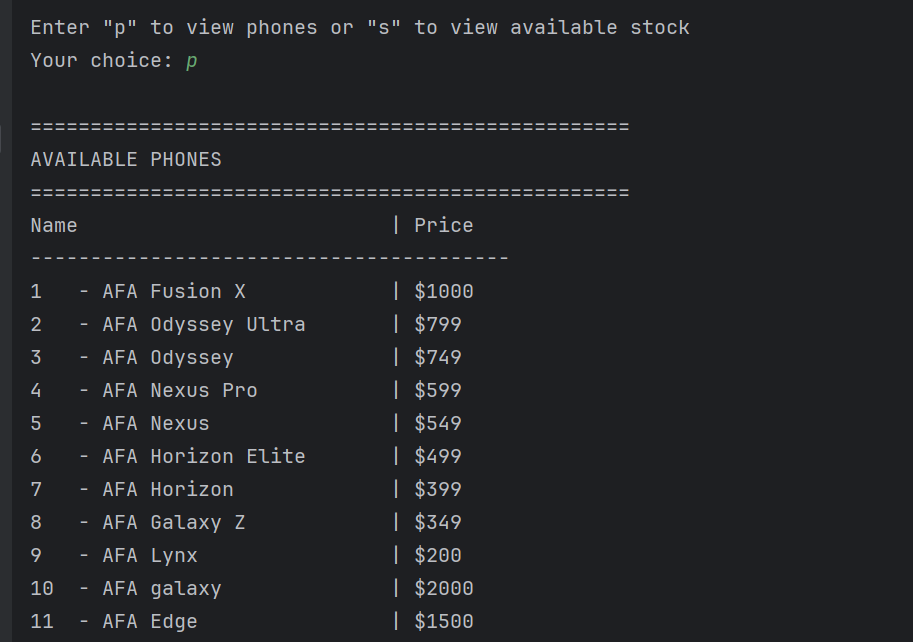 Enter "p" to view phones or "s" to view available stock
Your choice: p
==================================================
AVAILABLE PHONES
==================================================
Name                          | Price
----------------------------------------
1   - AFA Fusion X            | $1000
2   - AFA Odyssey Ultra       | $799
3   - AFA Odyssey             | $749
4   - AFA Nexus Pro           | $599
5   - AFA Nexus               | $549
6   - AFA Horizon Elite       | $499
7   - AFA Horizon             | $399
8   - AFA Galaxy Z            | $349
9   - AFA Lynx                | $200
10  - AFA galaxy              | $2000
11  - AFA Edge                | $1500